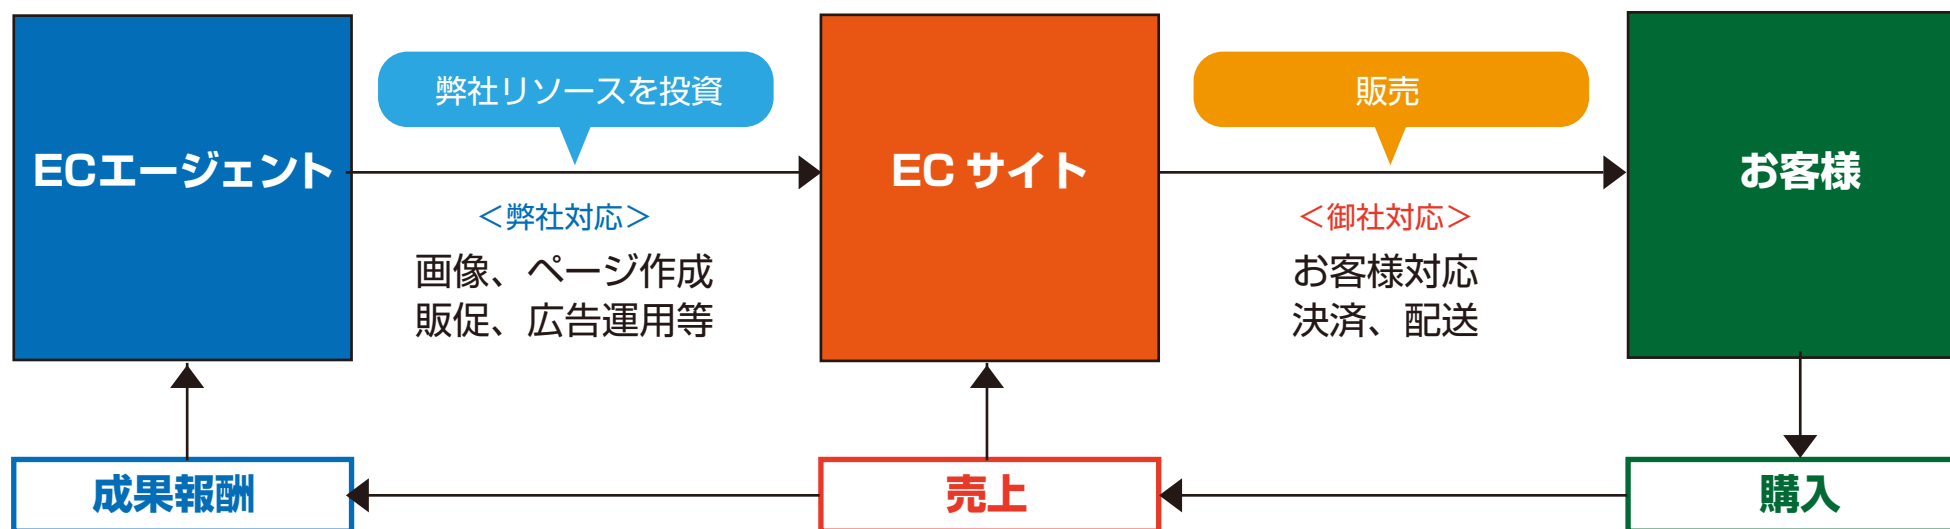 ECエージェント
弊社リソースを投資
＜弊社対応＞
画像、ページ作成
販促、広告運用等
EC サイト
販売
＜御社対応＞
お客様対応
決済、配送
お客様
成果報酬
売上
購入